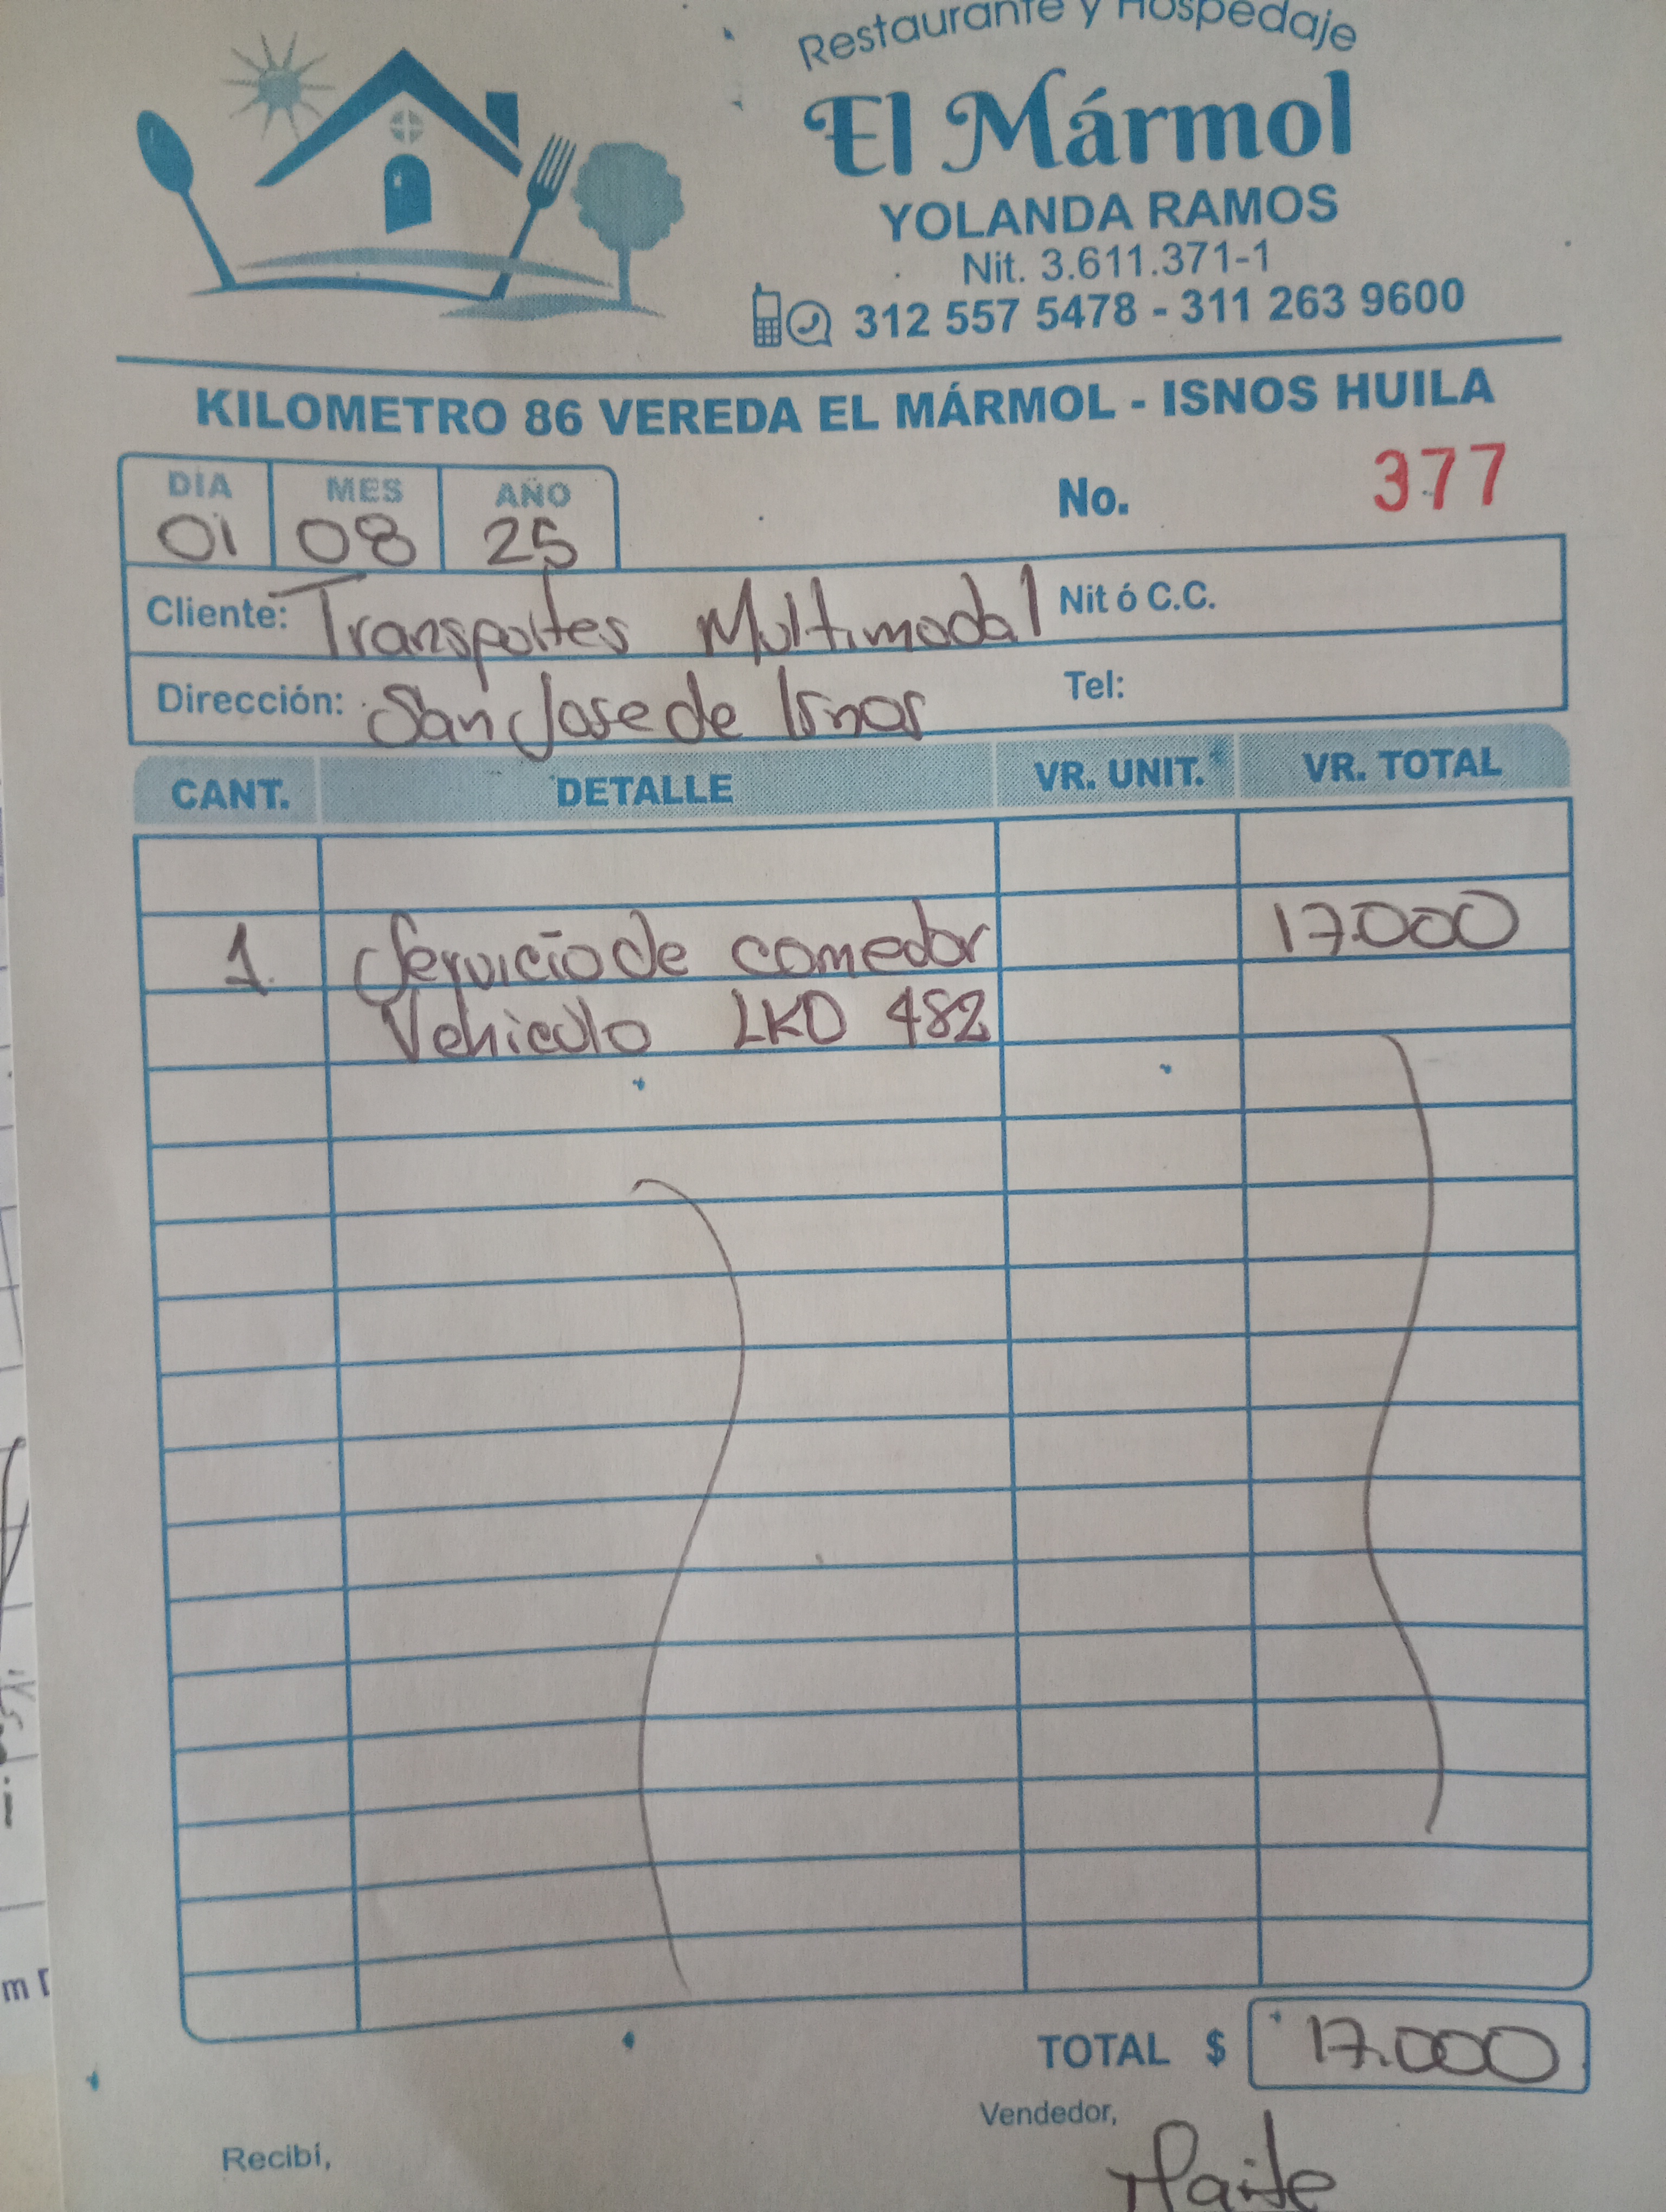 Restaurante y Hospedaje
El Mármol
YOLANDA RAMOS
Nit. 3.611.371-1
312 557 5478 - 311 263 9600
KILOMETRO 86 VEREDA EL MÁRMOL - ISNOS HUILA
DÍA MES AÑO
01 08 25
No. 377
Cliente: Transportes Multimodal Nit ó C.C.
Dirección: San Jose de Isnos Tel:
CANT. DETALLE VR. UNIT. VR. TOTAL
1 Servicio de comedor 17.000
Vehiculo LKO 482
TOTAL $ 17.000
Vendedor,
Recibí,